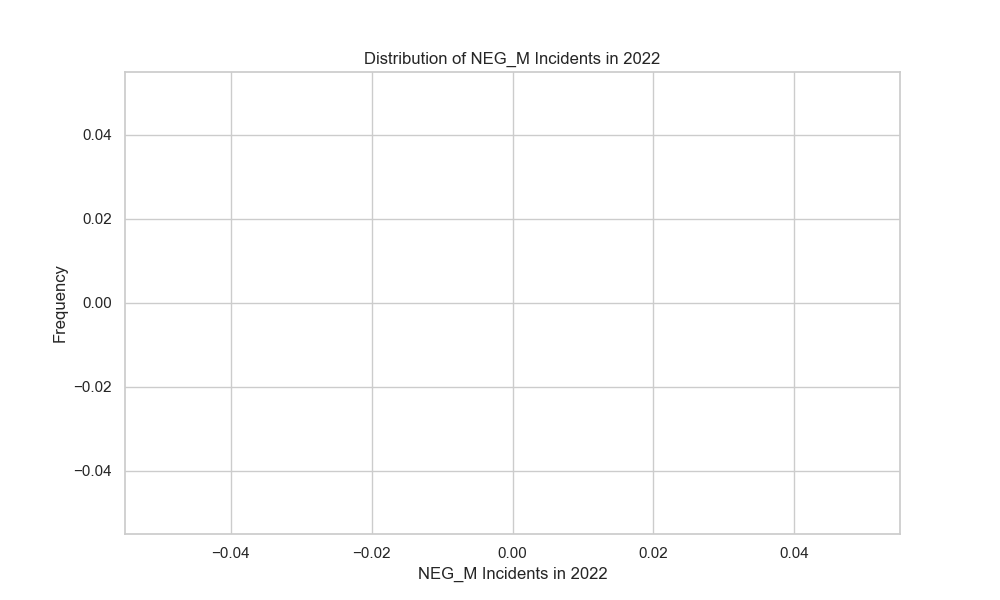 Distribution of NEG_M Incidents in 2022
0.04
0.02
0.00
−0.02
−0.04
Frequency
−0.04 −0.02 0.00 0.02 0.04
NEG_M Incidents in 2022